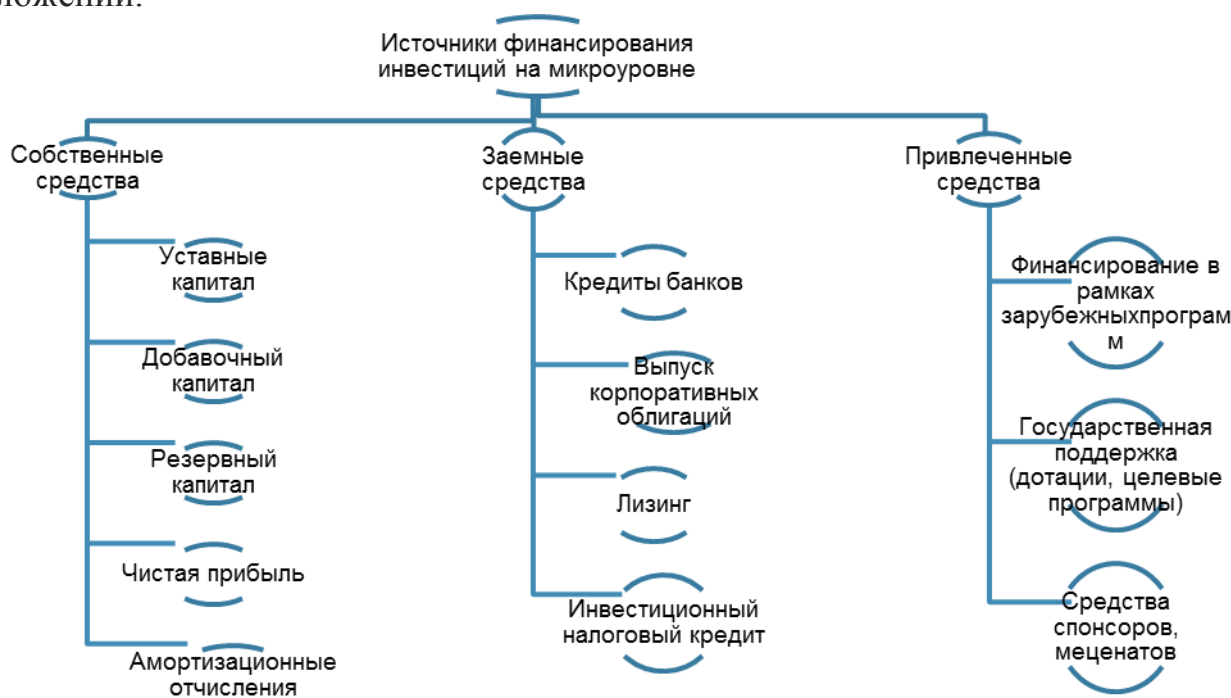 ложений.
Источники финансирования
инвестиций на микроуровне
Собственные
средства
Уставные
капитал
Добавочный
капитал
Резервный
капитал
Чистая прибыль
Амортизационные
отчисления
Заемные
средства
Кредиты банков
Выпуск
корпоративных
облигаций
Лизинг
Инвестиционный
налоговый кредит
Привлеченные
средства
Финансирование в
рамках
зарубежныхпрограм
м
Государственная
поддержка
(дотации, целевые
программы)
Средства
спонсоров,
меценатов